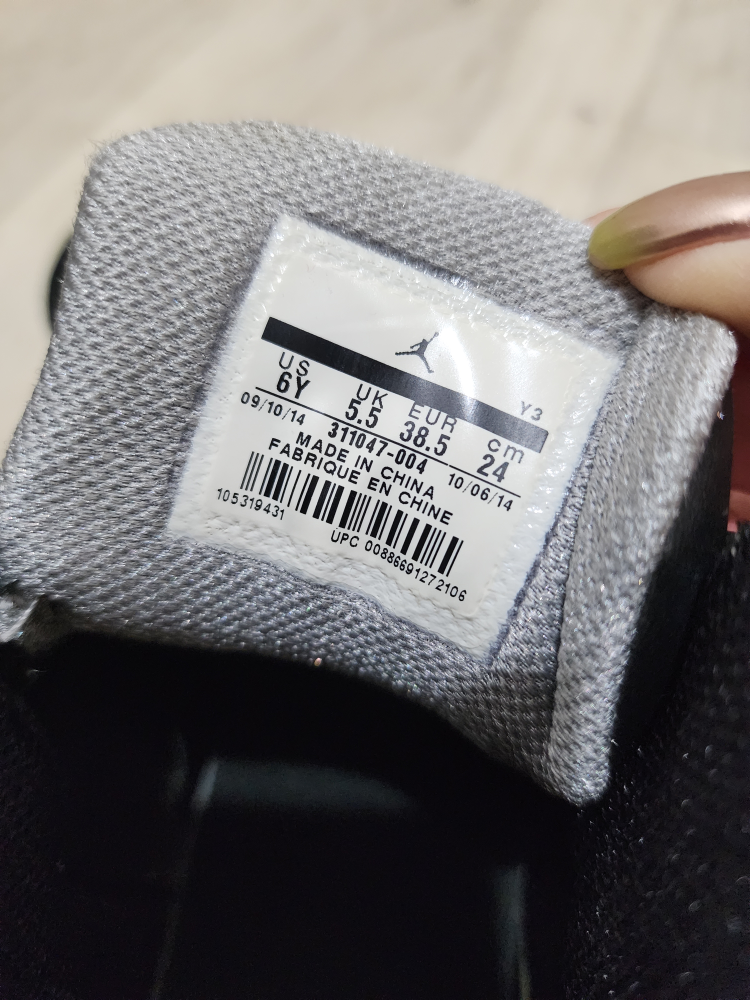 Y3
US UK EUR cm
6Y 5.5 38.5 24
09/10/14 311047-004 10/06/14
MADE IN CHINA
FABRIQUE EN CHINE
105319431 UPC 00886691272106